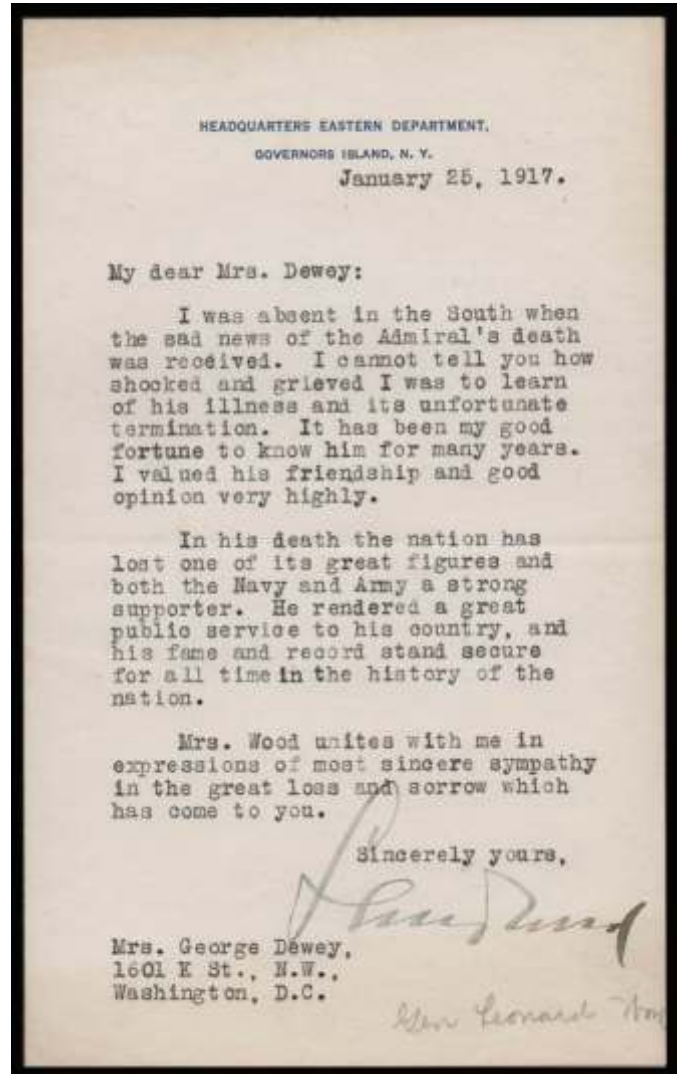 HEADQUARTERS EASTERN DEPARTMENT,
GOVERNORS ISLAND, N. Y.
January 25, 1917.
My dear Mrs. Dewey:
I was absent in the South when
the sad news of the Admiral's death
was received. I cannot tell you how
shocked and grieved I was to learn
of his illness and its unfortunate
termination. It has been my good
fortune to know him for many years.
I valued his friendship and good
opinion very highly.
In his death the nation has
lost one of its great figures and
both the Navy and Army a strong
supporter. He rendered a great
public service to his country, and
his fame and record stand secure
for all time in the history of the
nation.
Mrs. Wood unites with me in
expressions of most sincere sympathy
in the great loss and sorrow which
has come to you.
Sincerely yours,
Mrs. George Dewey,
1601 K St., N.W.,
Washington, D.C.
Gen Leonard